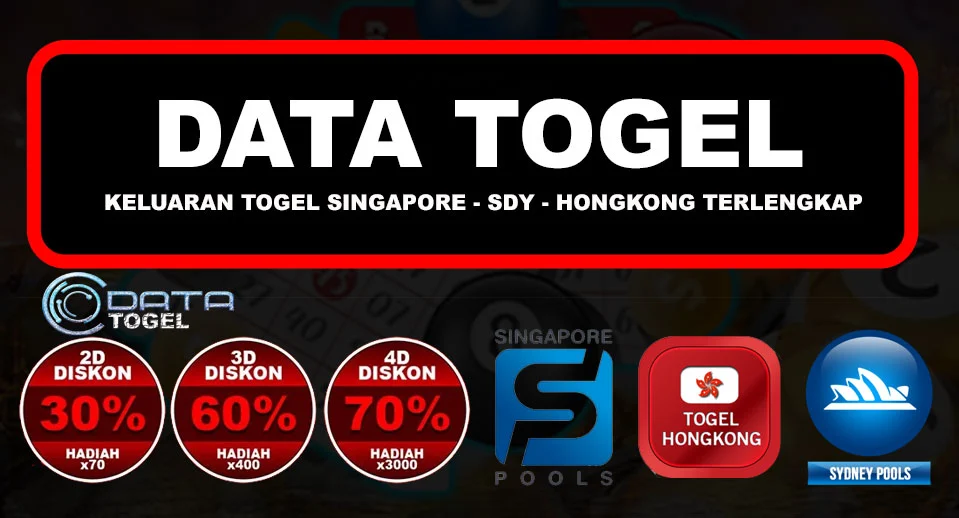 DATA TOGEL
KELUARAN TOGEL SINGAPORE - SDY - HONGKONG TERLENGKAP
DATA
TOGEL
2D
DISKON
30%
HADIAH
x70
3D
DISKON
60%
HADIAH
x400
4D
DISKON
70%
HADIAH
x3000
SINGAPORE
POOLS
TOGEL
HONGKONG
SYDNEY POOLS